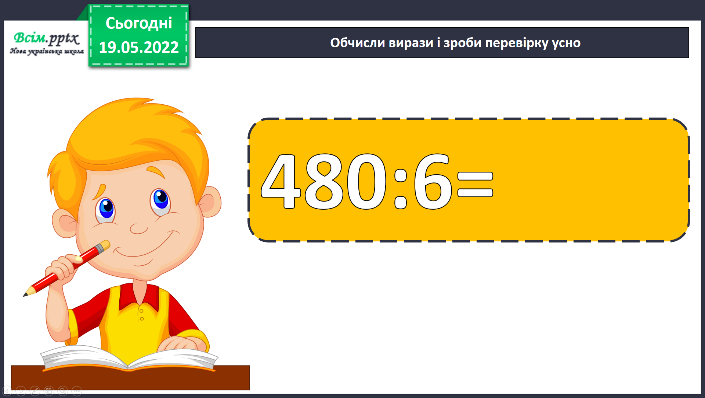 Всім.pptx
Нова українська школа
Сьогодні
19.05.2022
Обчисли вирази і зроби перевірку усно
480:6=